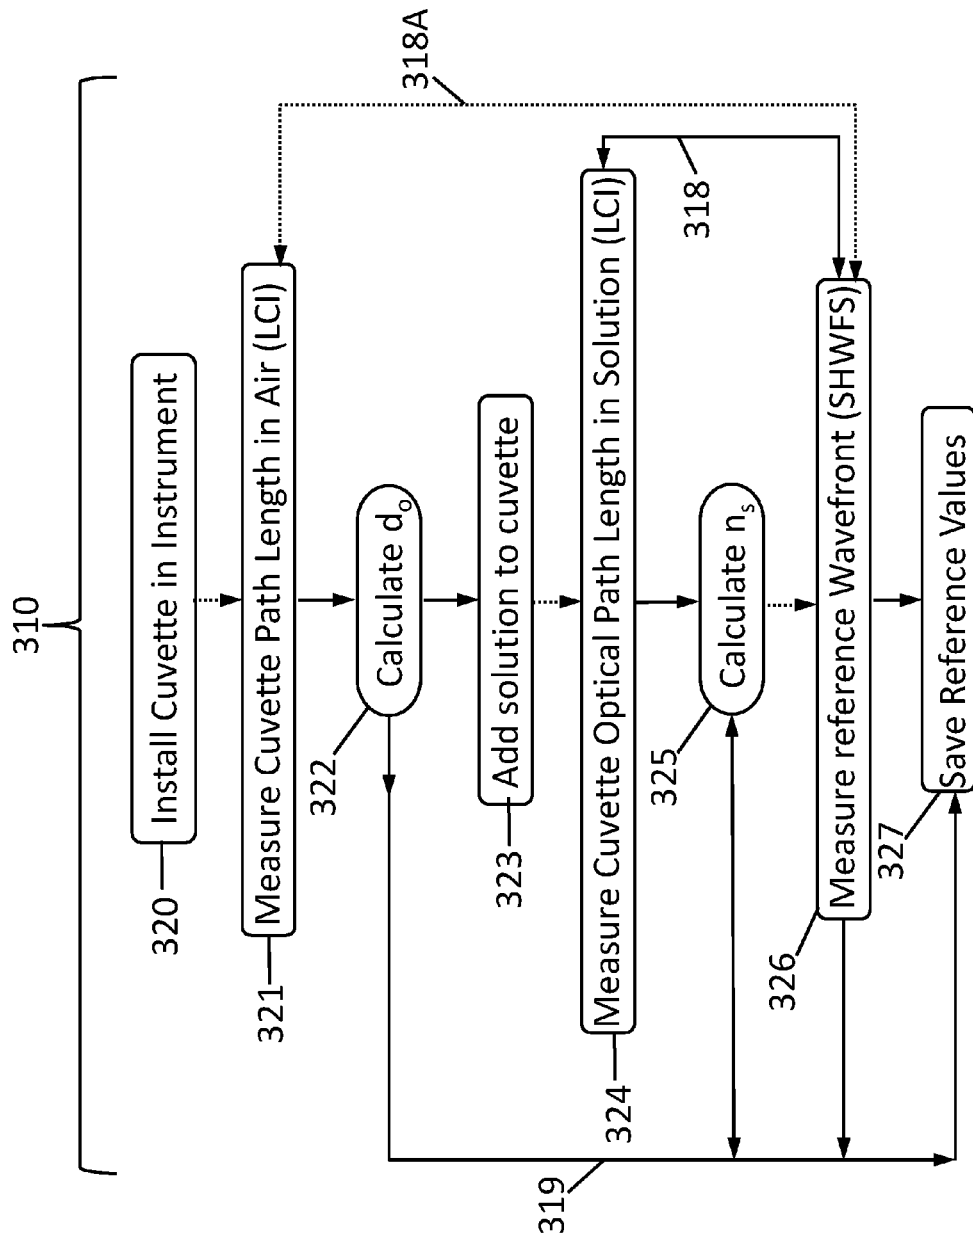 310
320
Install Cuvette in Instrument
321
Measure Cuvette Path Length in Air (LCI)
318A
322
Calculate dₒ
323
Add solution to cuvette
324
Measure Cuvette Optical Path Length in Solution (LCI)
318
325
Calculate nₛ
326
Measure reference Wavefront (SHWFS)
327
Save Reference Values
319